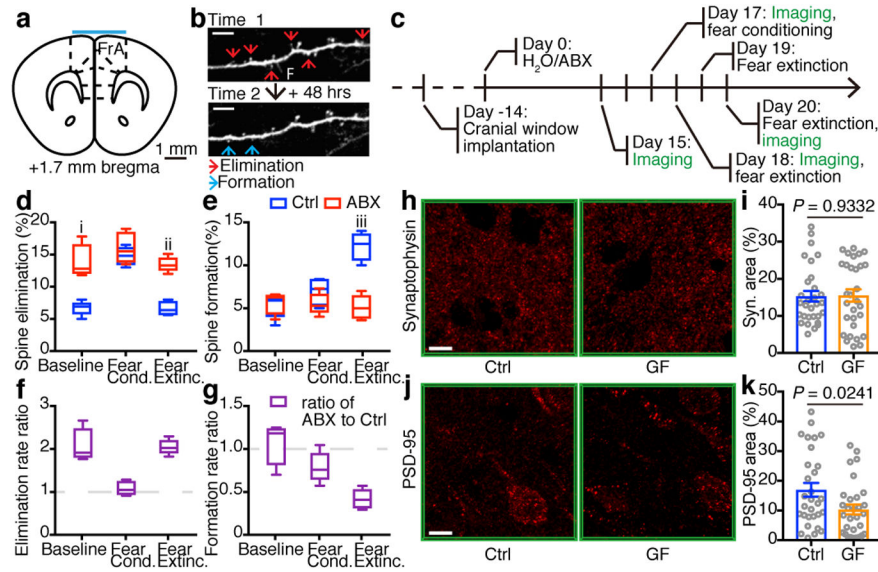 a
FrA
1 mm
+1.7 mm bregma
b
Time 1
F
Time 2
+ 48 hrs
Elimination
Formation
c
Day 17: Imaging,
fear conditioning
Day 0:
H2O/ABX
Day 19:
Fear extinction
Day -14:
Cranial window
implantation
Day 15:
Imaging
Day 20:
Fear extinction,
imaging
Day 18: Imaging,
fear extinction
d
Spine elimination (%)
20
15
10
5
0
i
ii
Baseline
Fear
Cond.
Fear
Extinc.
e
Ctrl
ABX
Spine formation(%)
15
10
5
0
iii
Baseline
Fear
Cond.
Fear
Extinc.
f
Elimination rate ratio
3
2
1
0
Baseline
Fear
Cond.
Fear
Extinc.
g
ratio of
ABX to Ctrl
Formation rate ratio
1.5
1.0
0.5
0.0
Baseline
Fear
Cond.
Fear
Extinc.
h
Synaptophysin
Ctrl
GF
i
P = 0.9332
Syn. area (%)
40
30
20
10
0
Ctrl
GF
j
PSD-95
Ctrl
GF
k
P = 0.0241
PSD-95 area (%)
50
40
30
20
10
0
Ctrl
GF